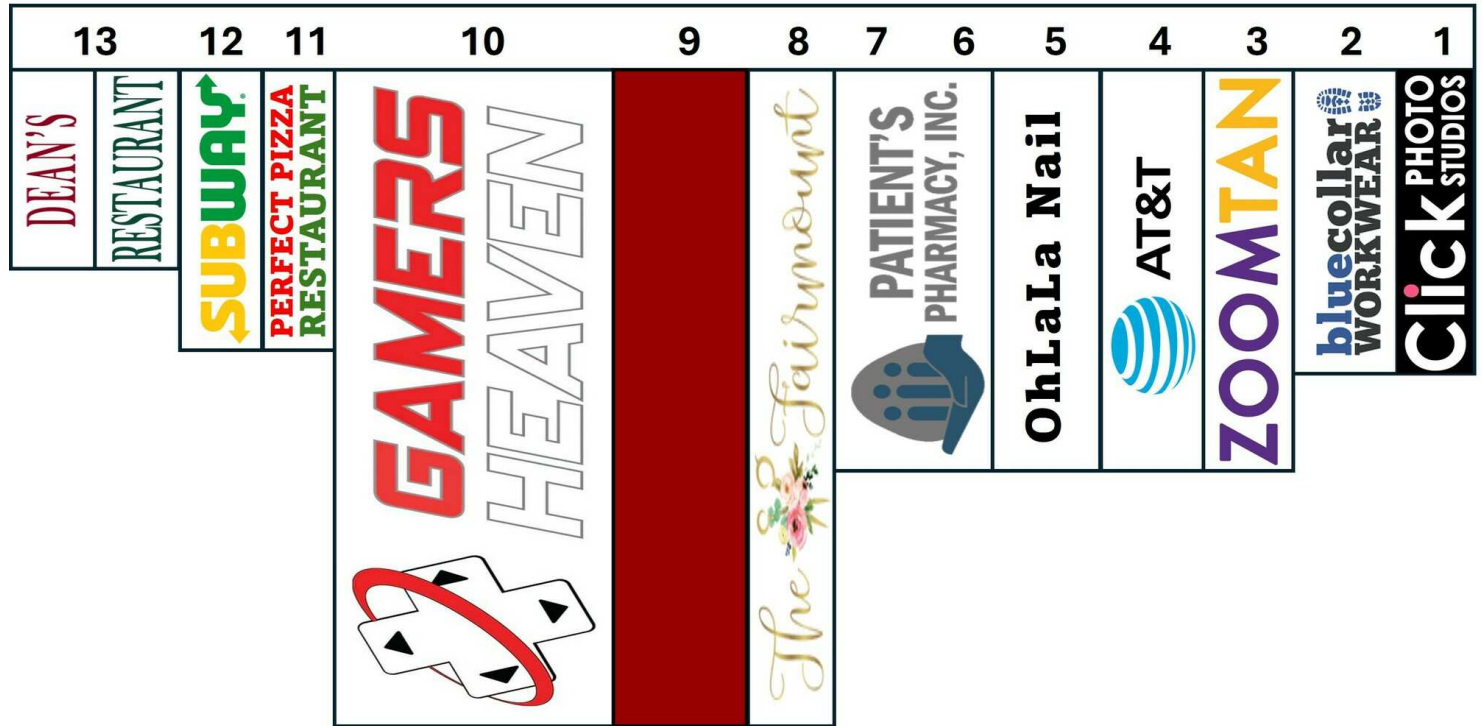 13 12 11 10 9 8 7 6 5 4 3 2 1
DEAN'S
RESTAURANT
SUBWAY
PERFECT PIZZA
RESTAURANT
GAMERS
HEAVEN
The Fairmount
PATIENT'S
PHARMACY, INC.
OhLaLa Nail
AT&T
ZOOMTAN
bluecollar
WORKWEAR
Click PHOTO
STUDIOS